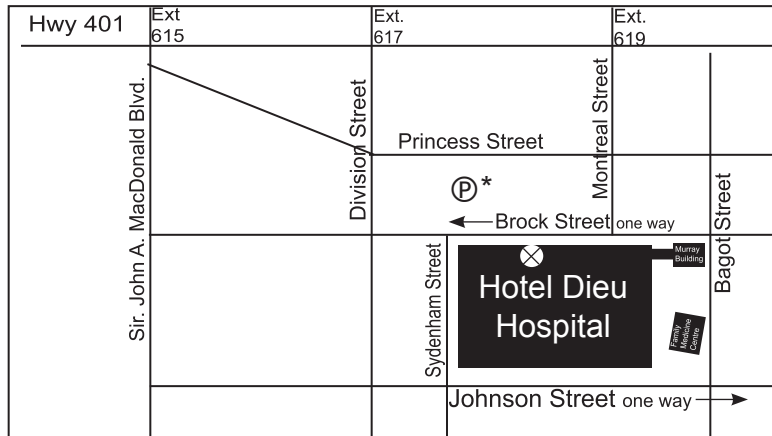 Hwy 401
Ext
615
Ext.
617
Ext.
619
Sir. John A. MacDonald Blvd.
Division Street
Montreal Street
Princess Street
Bagot Street
P *
Brock Street one way
Sydenham Street
Murray
Building
Hotel Dieu
Hospital
Family
Medicine
Centre
Johnson Street one way